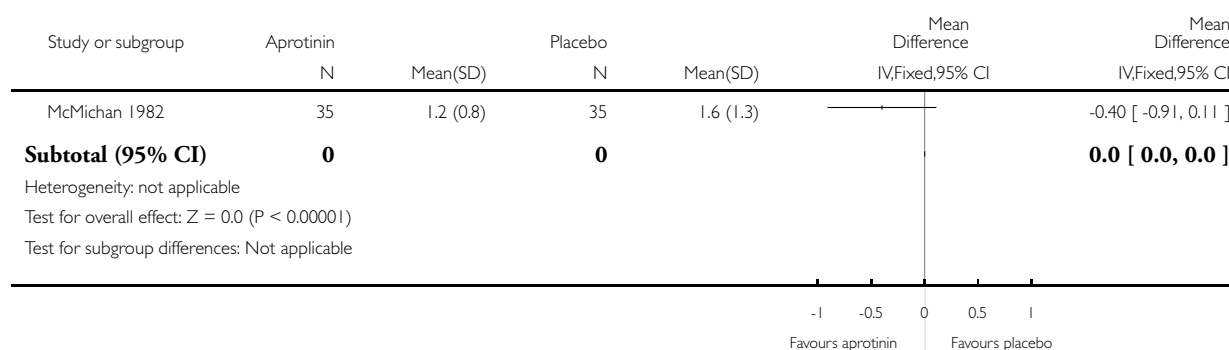 Mean Mean
Study or subgroup Aprotinin Placebo Difference Difference
N Mean(SD) N Mean(SD) IV,Fixed,95% CI IV,Fixed,95% CI
McMichan 1982 35 1.2 (0.8) 35 1.6 (1.3) -0.40 [ -0.91, 0.11 ]
Subtotal (95% CI) 0 0 0.0 [ 0.0, 0.0 ]
Heterogeneity: not applicable
Test for overall effect: Z = 0.0 (P < 0.00001)
Test for subgroup differences: Not applicable
-1 -0.5 0 0.5 1
Favours aprotinin Favours placebo